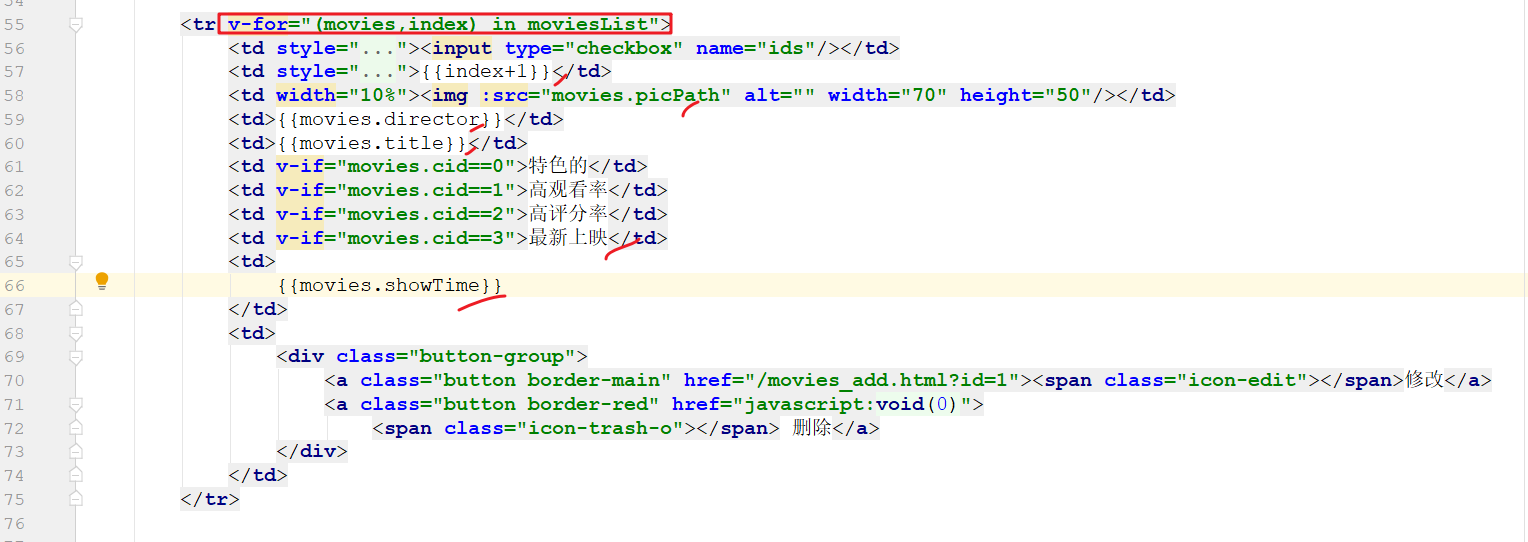 55 <tr v-for="(movies,index) in moviesList">
56 <td style="..."><input type="checkbox" name="ids"/></td>
57 <td style="...">{{index+1}}</td>
58 <td width="10%"><img :src="movies.picPath" alt="" width="70" height="50"/></td>
59 <td>{{movies.director}}</td>
60 <td>{{movies.title}}</td>
61 <td v-if="movies.cid==0">特色的</td>
62 <td v-if="movies.cid==1">高观看率</td>
63 <td v-if="movies.cid==2">高评分率</td>
64 <td v-if="movies.cid==3">最新上映</td>
65 <td>
66 {{movies.showTime}}
67 </td>
68 <td>
69 <div class="button-group">
70 <a class="button border-main" href="/movies_add.html?id=1"><span class="icon-edit"></span>修改</a>
71 <a class="button border-red" href="javascript:void(0)">
72 <span class="icon-trash-o"></span> 删除</a>
73 </div>
74 </td>
75 </tr>
76